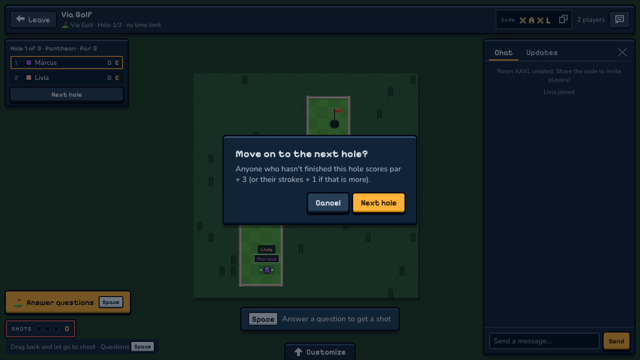 Leave
Via Golf
Via Golf · Hole 1/3 · no time limit
Code XAXL
2 players
Hole 1 of 3 · Pantheon · Par 3
1 Marcus 0 E
2 Livia 0 E
Next hole
Chat Updates
Room XAXL created. Share the code to invite
players!
Livia joined
Move on to the next hole?
Anyone who hasn't finished this hole scores par
+ 3 (or their strokes + 1 if that is more).
Cancel
Next hole
Livia
Marcus
Answer questions Space
SHOTS 0
Drag back and let go to shoot · Questions Space
Space Answer a question to get a shot
Customize
Send a message...
Send